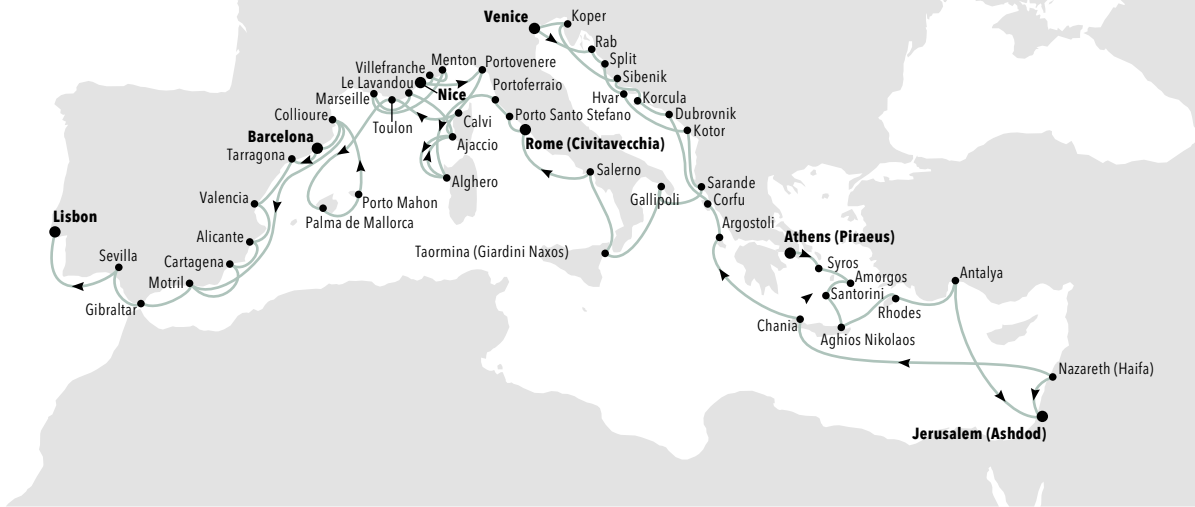 Venice
Koper
Rab
Split
Sibenik
Hvar
Korcula
Dubrovnik
Kotor
Menton
Portovenere
Villefranche
Le Lavandou
Nice
Portoferraio
Marseille
Toulon
Collioure
Calvi
Porto Santo Stefano
Barcelona
Ajaccio
Rome (Civitavecchia)
Tarragona
Alghero
Salerno
Sarande
Gallipoli
Corfu
Valencia
Porto Mahon
Palma de Mallorca
Lisbon
Argostoli
Alicante
Athens (Piraeus)
Taormina (Giardini Naxos)
Sevilla
Cartagena
Syros
Motril
Amorgos
Antalya
Santorini
Gibraltar
Rhodes
Chania
Aghios Nikolaos
Nazareth (Haifa)
Jerusalem (Ashdod)